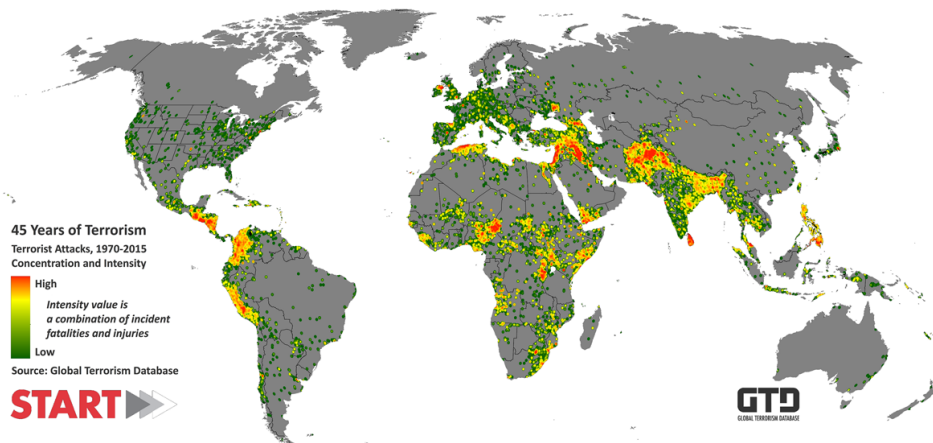 45 Years of Terrorism
Terrorist Attacks, 1970-2015
Concentration and Intensity
High
Intensity value is
a combination of incident
fatalities and injuries
Low
Source: Global Terrorism Database
START
GTD
GLOBAL TERRORISM DATABASE